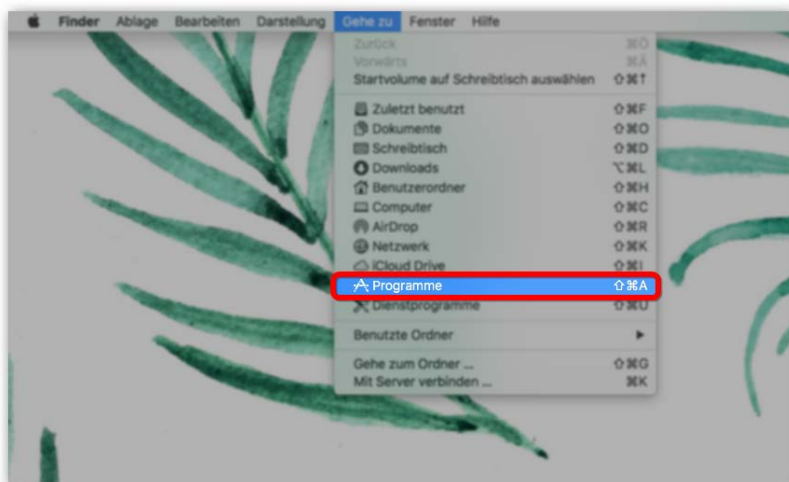 Finder Ablage Bearbeiten Darstellung Gehe zu Fenster Hilfe
Zurück ⌘Ö
Vorwärts ⌘Ä
Startvolume auf Schreibtisch auswählen ⇧⌘↑
Zuletzt benutzt ⇧⌘F
Dokumente ⇧⌘O
Schreibtisch ⇧⌘D
Downloads ⌥⌘L
Benutzerordner ⇧⌘H
Computer ⇧⌘C
AirDrop ⇧⌘R
Netzwerk ⇧⌘K
iCloud Drive ⇧⌘I
Programme ⇧⌘A
Dienstprogramme ⇧⌘U
Benutzte Ordner
Gehe zum Ordner ... ⇧⌘G
Mit Server verbinden ... ⌘K